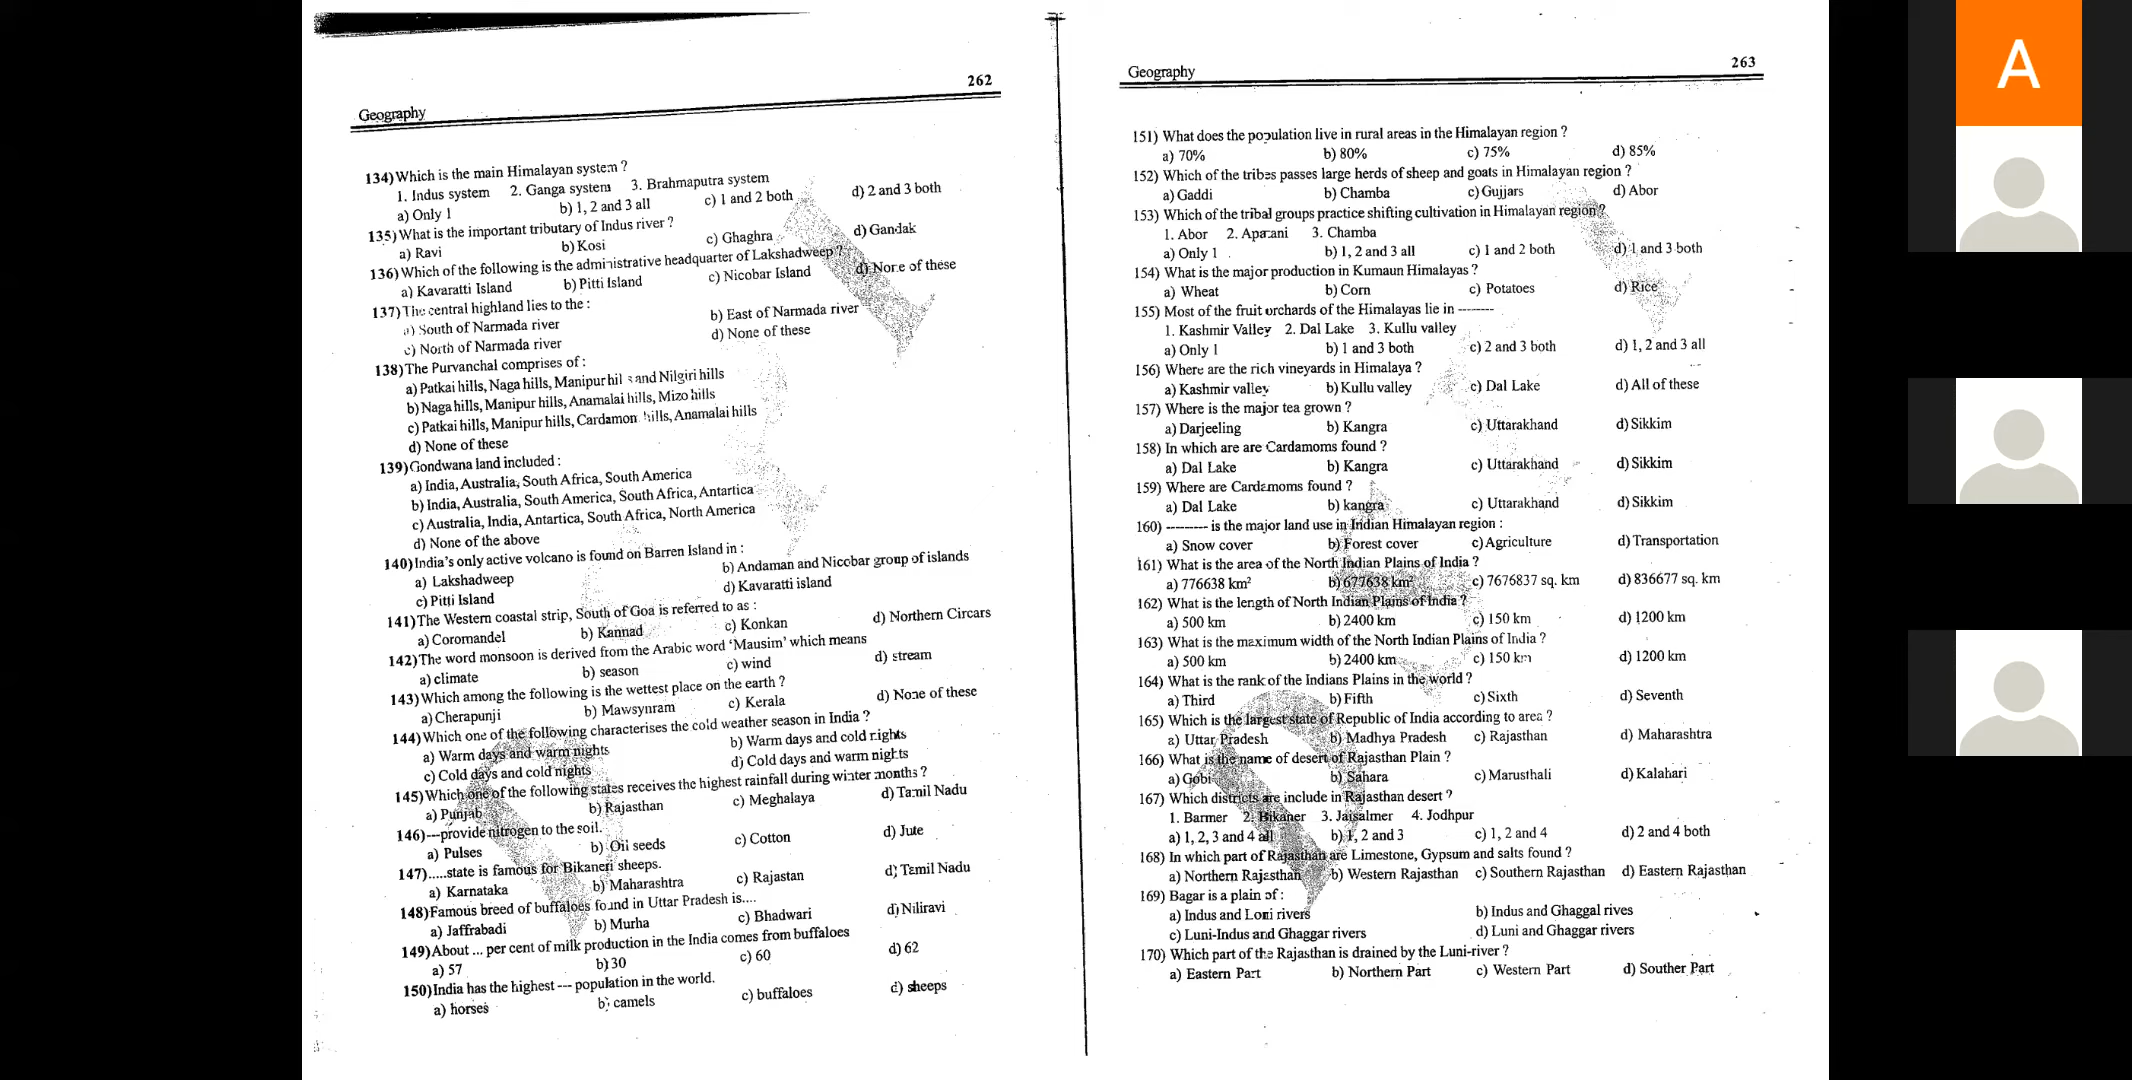 262
Geography
134) Which is the main Himalayan system ?
1. Indus system 2. Ganga system 3. Brahmaputra system
a) Only 1 b) 1, 2 and 3 all c) 1 and 2 both d) 2 and 3 both
135) What is the important tributary of Indus river ?
a) Ravi b) Kosi c) Ghaghra d) Gandak
136) Which of the following is the administrative headquarter of Lakshadweep ?
a) Kavaratti Island b) Pitti Island c) Nicobar Island d) None of these
137) The central highland lies to the :
a) South of Narmada river b) East of Narmada river
c) North of Narmada river d) None of these
138) The Purvanchal comprises of :
a) Patkai hills, Naga hills, Manipur hills and Nilgiri hills
b) Naga hills, Manipur hills, Anamalai hills, Mizo hills
c) Patkai hills, Manipur hills, Cardamon hills, Anamalai hills
d) None of these
139) Gondwana land included :
a) India, Australia, South Africa, South America
b) India, Australia, South America, South Africa, Antartica
c) Australia, India, Antartica, South Africa, North America
d) None of the above
140) India's only active volcano is found on Barren Island in :
a) Lakshadweep b) Andaman and Nicobar group of islands
c) Pitti Island d) Kavaratti island
141) The Western coastal strip, South of Goa is referred to as :
a) Coromandel b) Kannad c) Konkan d) Northern Circars
142) The word monsoon is derived from the Arabic word 'Mausim' which means
a) climate b) season c) wind d) stream
143) Which among the following is the wettest place on the earth ?
a) Cherapunji b) Mawsynram c) Kerala d) None of these
144) Which one of the following characterises the cold weather season in India ?
a) Warm days and warm nights b) Warm days and cold nights
c) Cold days and cold nights d) Cold days and warm nights
145) Which one of the following states receives the highest rainfall during winter months ?
a) Punjab b) Rajasthan c) Meghalaya d) Tamil Nadu
146) ---provide nitrogen to the soil.
a) Pulses b) Oil seeds c) Cotton d) Jute
147) .....state is famous for Bikaneri sheeps.
a) Karnataka b) Maharashtra c) Rajastan d) Tamil Nadu
148) Famous breed of buffaloes found in Uttar Pradesh is....
a) Jaffrabadi b) Murha c) Bhadwari d) Niliravi
149) About ... per cent of milk production in the India comes from buffaloes
a) 57 b) 30 c) 60 d) 62
150) India has the highest --- population in the world.
a) horses b) camels c) buffaloes d) sheeps
Geography 263
151) What does the population live in rural areas in the Himalayan region ?
a) 70% b) 80% c) 75% d) 85%
152) Which of the tribes passes large herds of sheep and goats in Himalayan region ?
a) Gaddi b) Chamba c) Gujjars d) Abor
153) Which of the tribal groups practice shifting cultivation in Himalayan region ?
1. Abor 2. Apatani 3. Chamba
a) Only 1 b) 1, 2 and 3 all c) 1 and 2 both d) 1 and 3 both
154) What is the major production in Kumaun Himalayas ?
a) Wheat b) Corn c) Potatoes d) Rice
155) Most of the fruit orchards of the Himalayas lie in --------
1. Kashmir Valley 2. Dal Lake 3. Kullu valley
a) Only 1 b) 1 and 3 both c) 2 and 3 both d) 1, 2 and 3 all
156) Where are the rich vineyards in Himalaya ?
a) Kashmir valley b) Kullu valley c) Dal Lake d) All of these
157) Where is the major tea grown ?
a) Darjeeling b) Kangra c) Uttarakhand d) Sikkim
158) In which are are Cardamoms found ?
a) Dal Lake b) Kangra c) Uttarakhand d) Sikkim
159) Where are Cardamoms found ?
a) Dal Lake b) kangra c) Uttarakhand d) Sikkim
160) --------- is the major land use in Indian Himalayan region :
a) Snow cover b) Forest cover c) Agriculture d) Transportation
161) What is the area of the North Indian Plains of India ?
a) 776638 km² b) 677638 km² c) 7676837 sq. km d) 836677 sq. km
162) What is the length of North Indian Plains of India ?
a) 500 km b) 2400 km c) 150 km d) 1200 km
163) What is the maximum width of the North Indian Plains of India ?
a) 500 km b) 2400 km c) 150 km d) 1200 km
164) What is the rank of the Indians Plains in the world ?
a) Third b) Fifth c) Sixth d) Seventh
165) Which is the largest state of Republic of India according to area ?
a) Uttar Pradesh b) Madhya Pradesh c) Rajasthan d) Maharashtra
166) What is the name of desert of Rajasthan Plain ?
a) Gobi b) Sahara c) Marusthali d) Kalahari
167) Which districts are include in Rajasthan desert ?
1. Barmer 2. Bikaner 3. Jaisalmer 4. Jodhpur
a) 1, 2, 3 and 4 all b) 1, 2 and 3 c) 1, 2 and 4 d) 2 and 4 both
168) In which part of Rajasthan are Limestone, Gypsum and salts found ?
a) Northern Rajasthan b) Western Rajasthan c) Southern Rajasthan d) Eastern Rajasthan
169) Bagar is a plain of :
a) Indus and Loni rivers b) Indus and Ghaggal rives
c) Luni-Indus and Ghaggar rivers d) Luni and Ghaggar rivers
170) Which part of the Rajasthan is drained by the Luni-river ?
a) Eastern Part b) Northern Part c) Western Part d) Souther Part
A